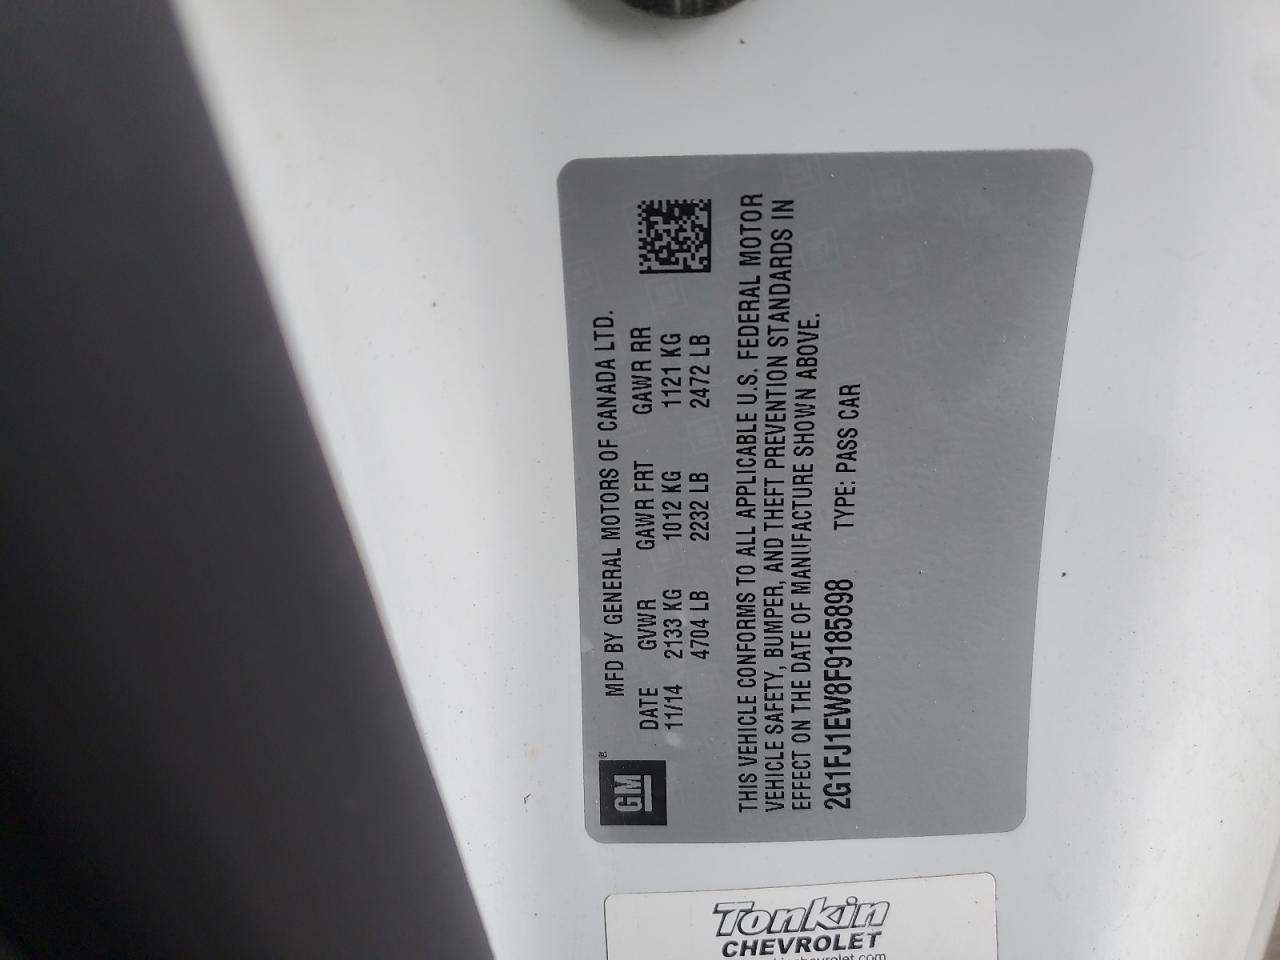 MFD BY GENERAL MOTORS OF CANADA LTD.
GM®
DATE GVWR GAWR FRT GAWR RR
11/14 2133 KG 1012 KG 1121 KG
4704 LB 2232 LB 2472 LB
THIS VEHICLE CONFORMS TO ALL APPLICABLE U.S. FEDERAL MOTOR
VEHICLE SAFETY, BUMPER, AND THEFT PREVENTION STANDARDS IN
EFFECT ON THE DATE OF MANUFACTURE SHOWN ABOVE.
2G1FJ1EW8F9185898 TYPE: PASS CAR
Tonkin
CHEVROLET